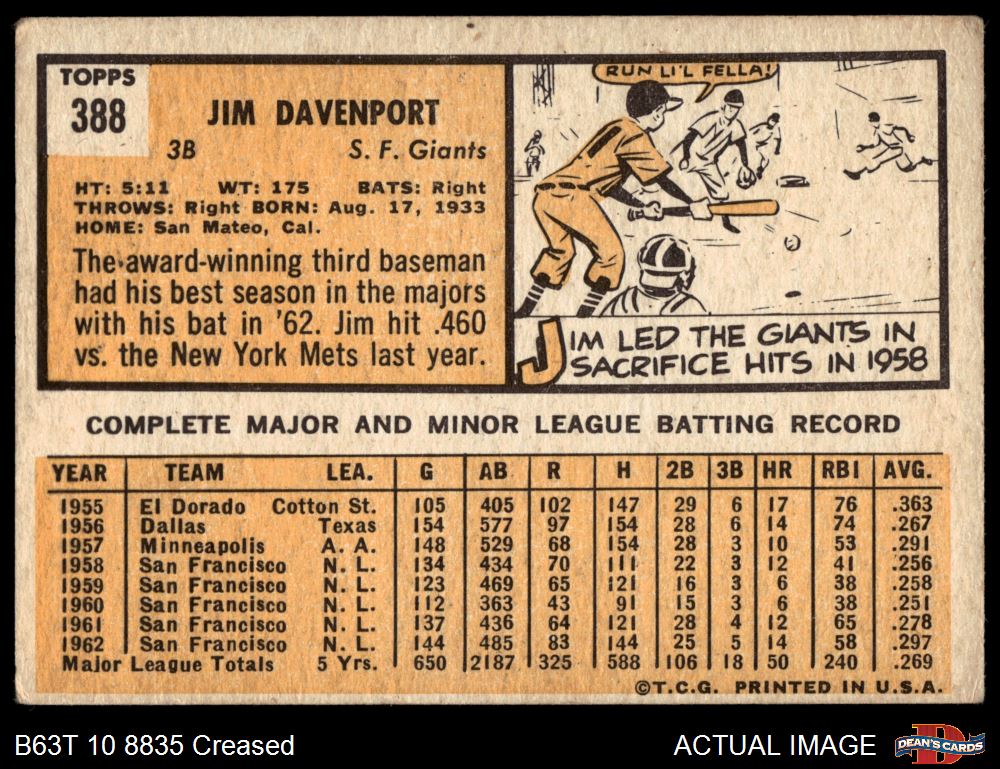 TOPPS
388
JIM DAVENPORT
3B S. F. Giants
HT: 5:11 WT: 175 BATS: Right
THROWS: Right BORN: Aug. 17, 1933
HOME: San Mateo, Cal.
The award-winning third baseman
had his best season in the majors
with his bat in '62. Jim hit .460
vs. the New York Mets last year.
RUN LI'L FELLA!
JIM LED THE GIANTS IN
SACRIFICE HITS IN 1958
COMPLETE MAJOR AND MINOR LEAGUE BATTING RECORD
YEAR TEAM LEA. G AB R H 2B 3B HR RBI AVG.
1955 El Dorado Cotton St. 105 405 102 147 29 6 17 76 .363
1956 Dallas Texas 154 577 97 154 28 6 14 74 .267
1957 Minneapolis A. A. 148 529 68 154 28 3 10 53 .291
1958 San Francisco N. L. 134 434 70 111 22 3 12 41 .256
1959 San Francisco N. L. 123 469 65 121 16 3 6 38 .258
1960 San Francisco N. L. 112 363 43 91 15 3 6 38 .251
1961 San Francisco N. L. 137 436 64 121 28 4 12 65 .278
1962 San Francisco N. L. 144 485 83 144 25 5 14 58 .297
Major League Totals 5 Yrs. 650 2187 325 588 106 18 50 240 .269
©T.C.G. PRINTED IN U.S.A.
B63T 10 8835 Creased
ACTUAL IMAGE
DEAN'S CARDS